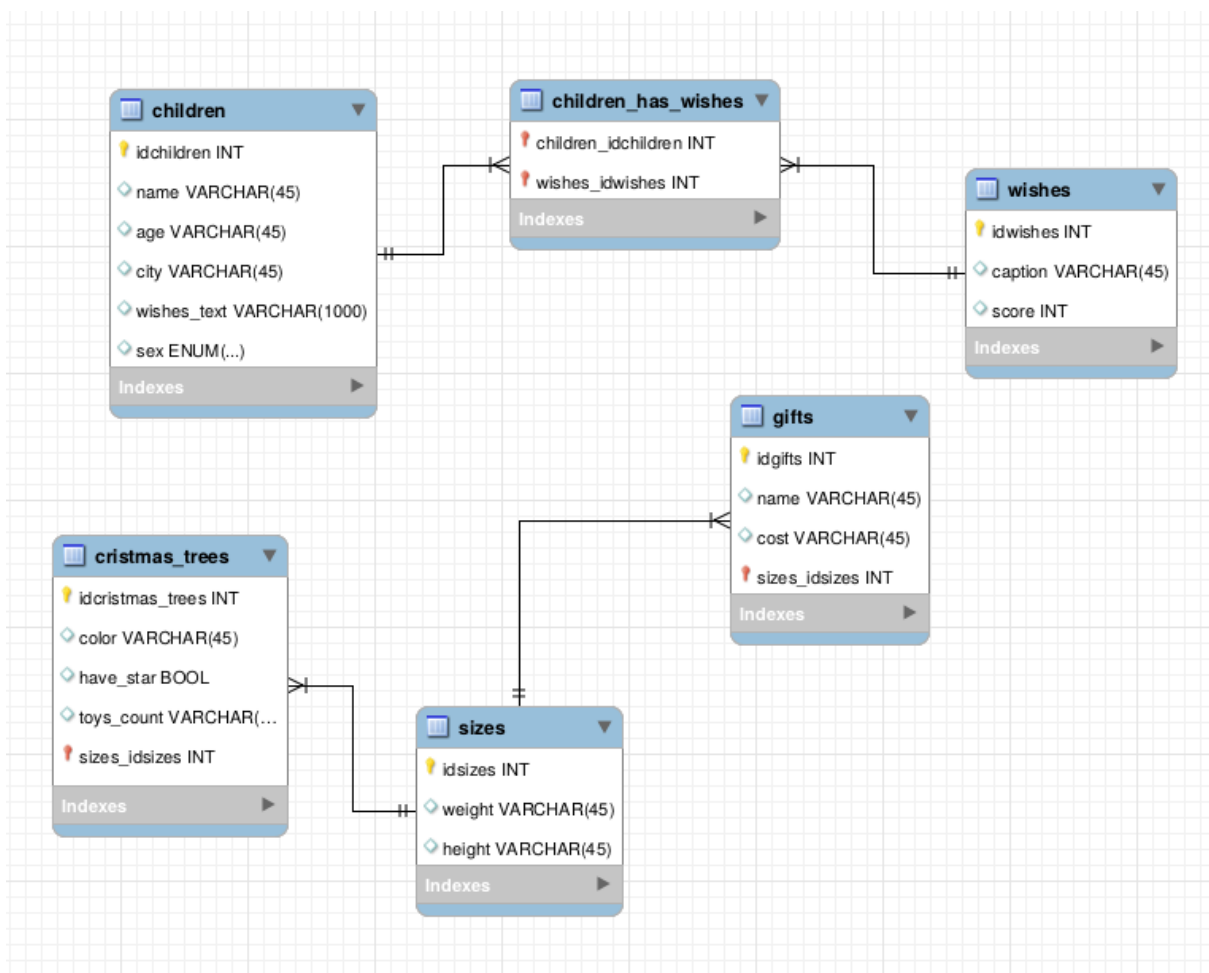 children
idchildren INT
name VARCHAR(45)
age VARCHAR(45)
city VARCHAR(45)
wishes_text VARCHAR(1000)
sex ENUM(...)
Indexes
children_has_wishes
children_idchildren INT
wishes_idwishes INT
Indexes
wishes
idwishes INT
caption VARCHAR(45)
score INT
Indexes
gifts
idgifts INT
name VARCHAR(45)
cost VARCHAR(45)
sizes_idsizes INT
Indexes
cristmas_trees
idcristmas_trees INT
color VARCHAR(45)
have_star BOOL
toys_count VARCHAR(...
sizes_idsizes INT
Indexes
sizes
idsizes INT
weight VARCHAR(45)
height VARCHAR(45)
Indexes